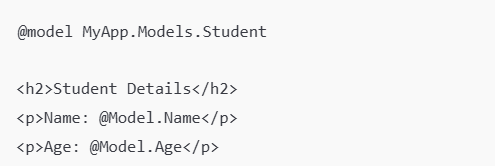 @model MyApp.Models.Student
<h2>Student Details</h2>
<p>Name: @Model.Name</p>
<p>Age: @Model.Age</p>